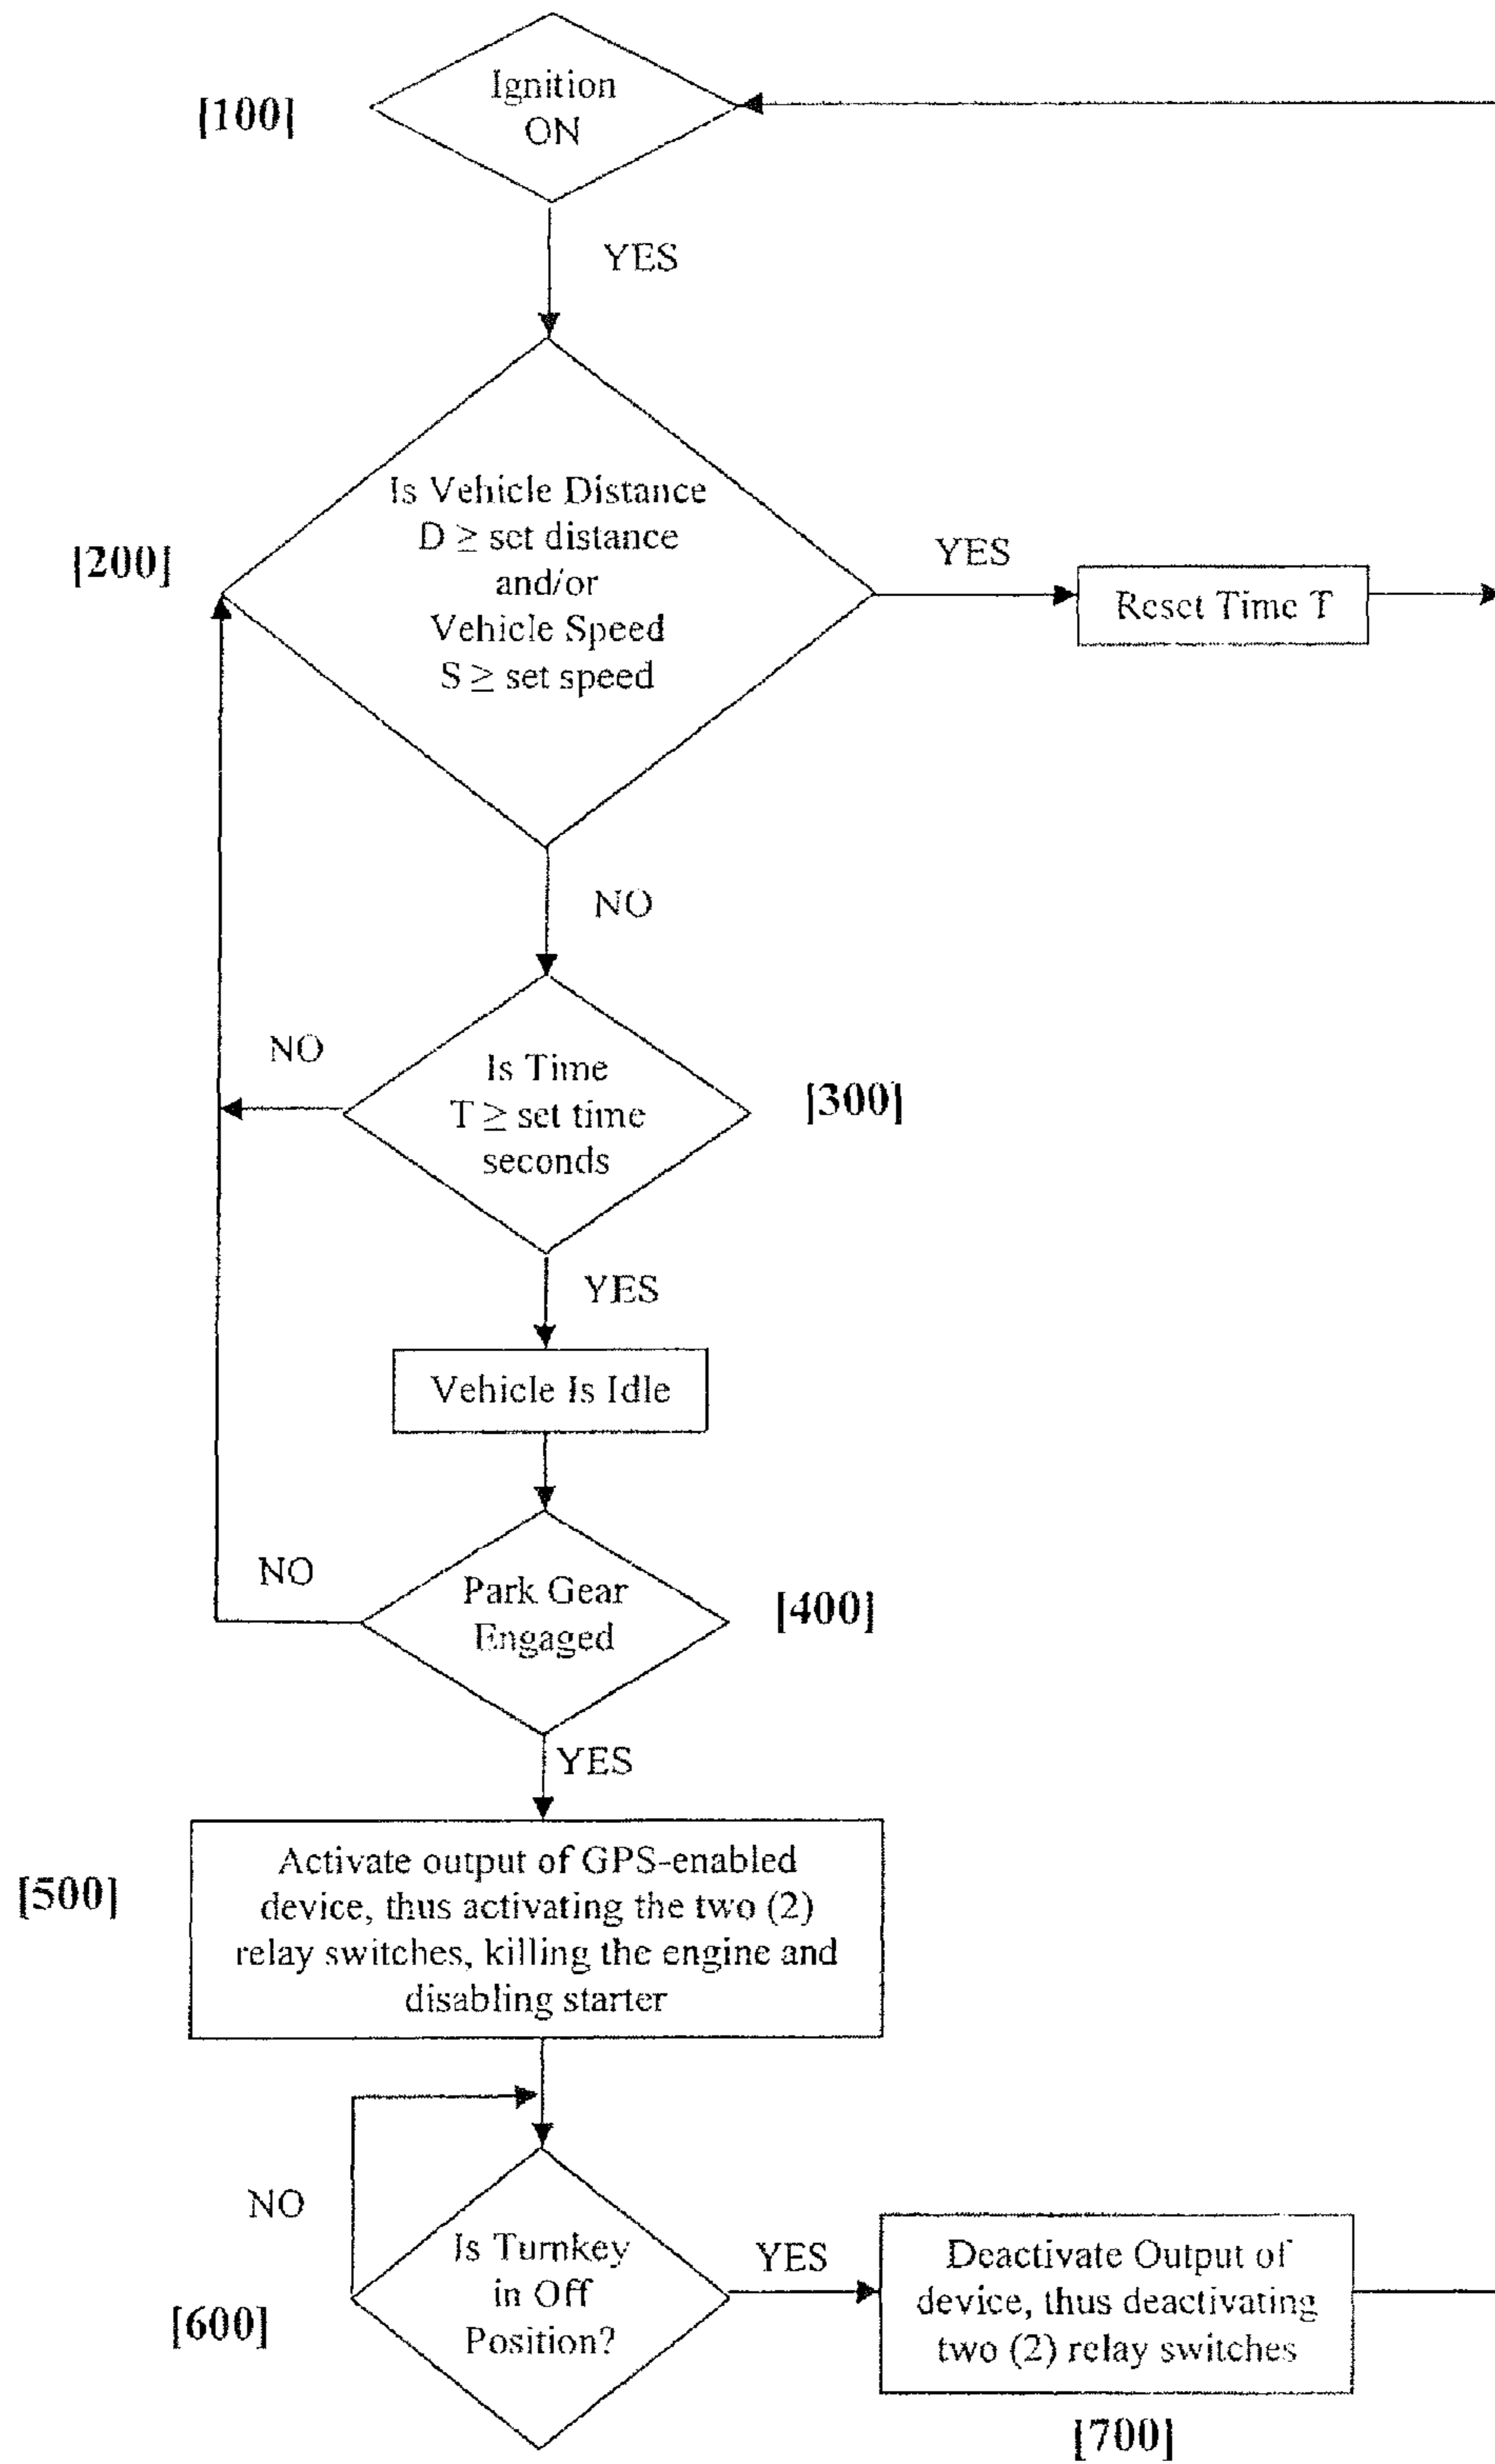 [100]
Ignition
ON
YES
[200]
Is Vehicle Distance
D ≥ set distance
and/or
Vehicle Speed
S ≥ set speed
YES
Reset Time T
NO
NO
Is Time
T ≥ set time
seconds
[300]
YES
Vehicle Is Idle
NO
Park Gear
Engaged
[400]
YES
[500]
Activate output of GPS-enabled
device, thus activating the two (2)
relay switches, killing the engine and
disabling starter
NO
Is Turnkey
in Off
Position?
[600]
YES
Deactivate Output of
device, thus deactivating
two (2) relay switches
[700]